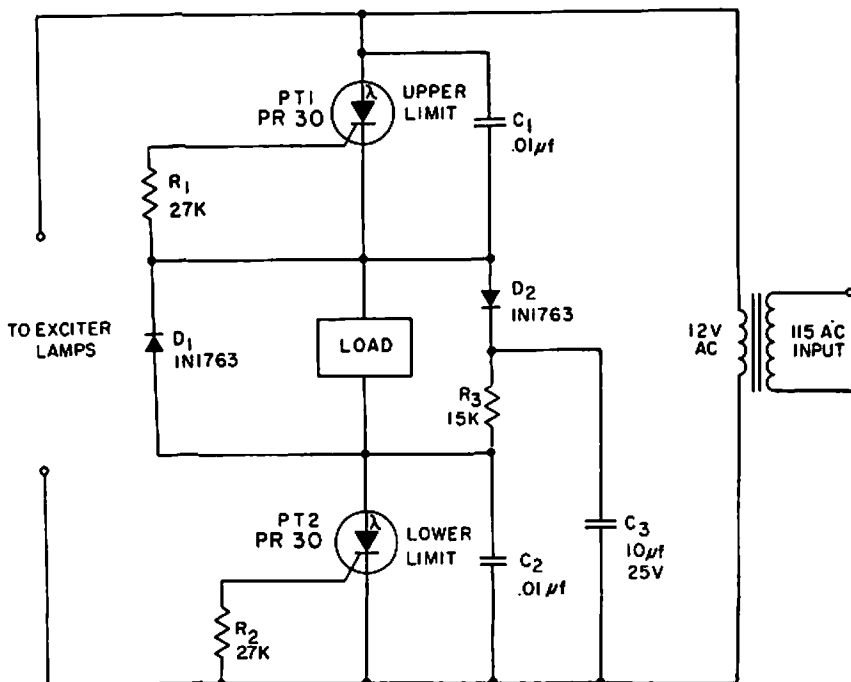 PT1
PR 30
λ
UPPER
LIMIT
C1
.01µf
R1
27K
D2
IN1763
TO EXCITER
LAMPS
D1
IN1763
LOAD
12V
AC
115 AC
INPUT
R3
15K
PT2
PR 30
λ
LOWER
LIMIT
C2
.01µf
C3
10µf
25V
R2
27K